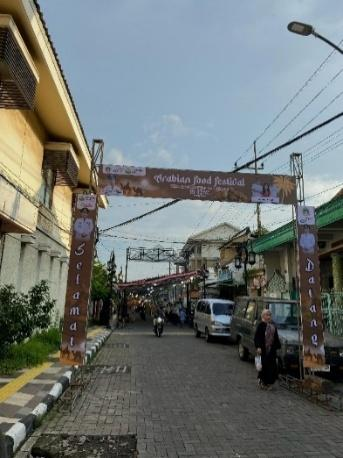 Arabian food festival
Selamat
Datang